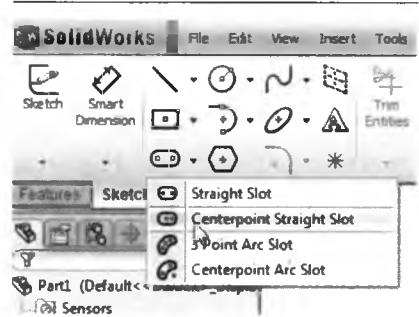 SolidWorks File Edit View Insert Tools
Sketch Smart Dimension Trim Entities
Features Sketch
Straight Slot
Centerpoint Straight Slot
3 Point Arc Slot
Centerpoint Arc Slot
Part1 (Default<<
Sensors